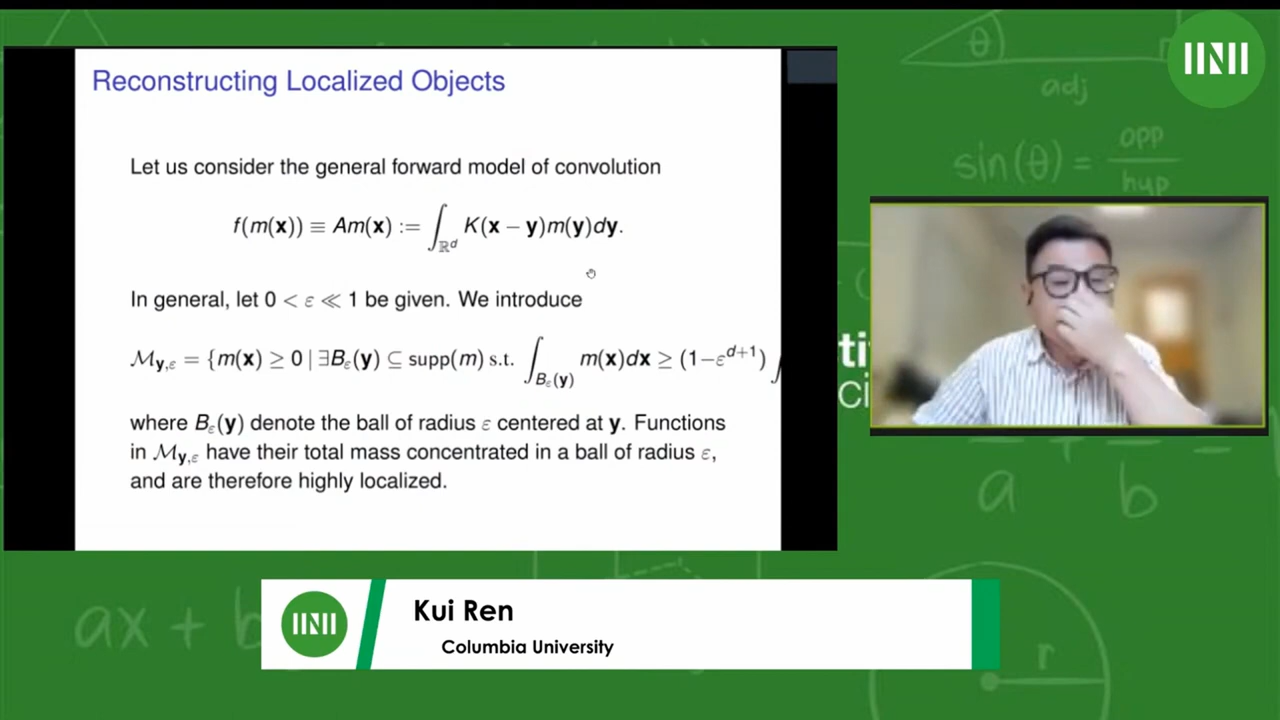 Reconstructing Localized Objects
Let us consider the general forward model of convolution
f(m(x)) ≡ Am(x) := ∫_{ℝ^d} K(x − y)m(y)dy.
In general, let 0 < ε ≪ 1 be given. We introduce
ℳ_{y,ε} = {m(x) ≥ 0 | ∃B_ε(y) ⊆ supp(m) s.t. ∫_{B_ε(y)} m(x)dx ≥ (1−ε^{d+1}) ∫
where B_ε(y) denote the ball of radius ε centered at y. Functions
in ℳ_{y,ε} have their total mass concentrated in a ball of radius ε,
and are therefore highly localized.
θ
adj
sin(θ) = opp/hyp
a
b
ax + b
r
Kui Ren
Columbia University